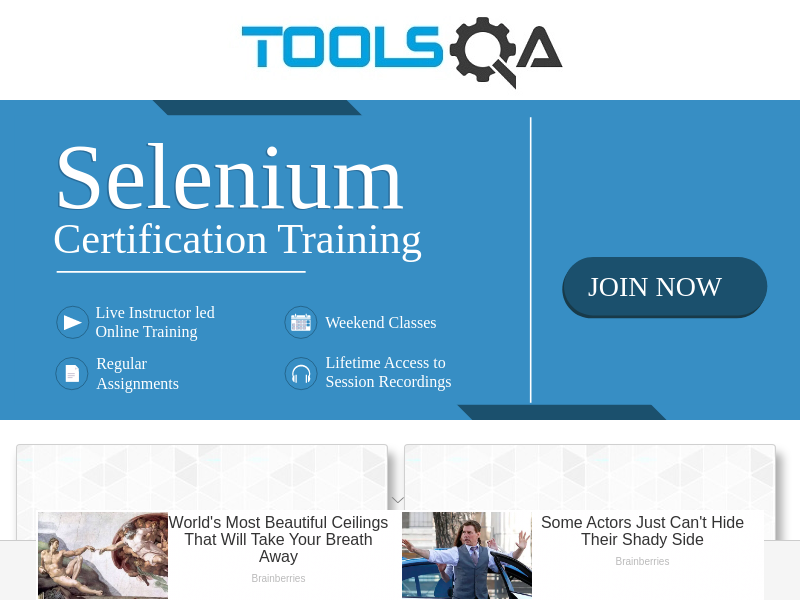 TOOLSQA
Selenium
Certification Training
JOIN NOW
Live Instructor led
Online Training
Weekend Classes
Regular
Assignments
Lifetime Access to
Session Recordings
World's Most Beautiful Ceilings
That Will Take Your Breath
Away
Brainberries
Some Actors Just Can't Hide
Their Shady Side
Brainberries